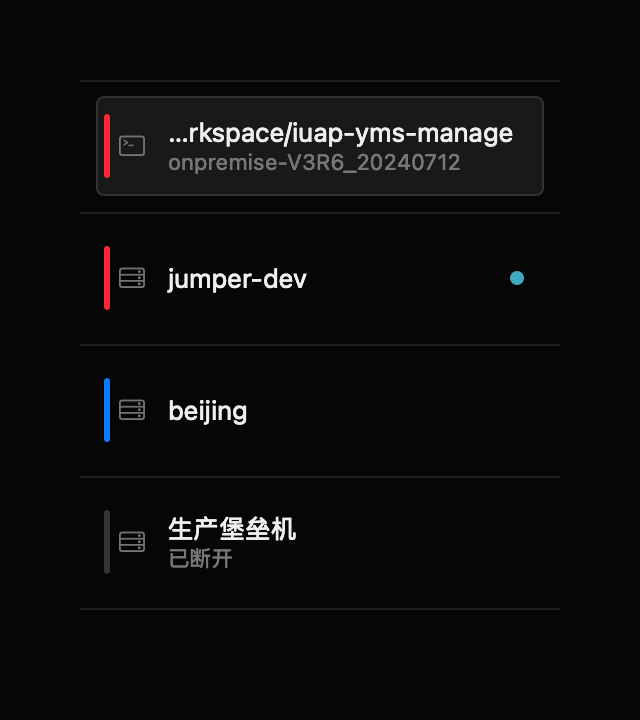 ...rkspace/iuap-yms-manage
onpremise-V3R6_20240712
jumper-dev
beijing
生产堡垒机
已断开